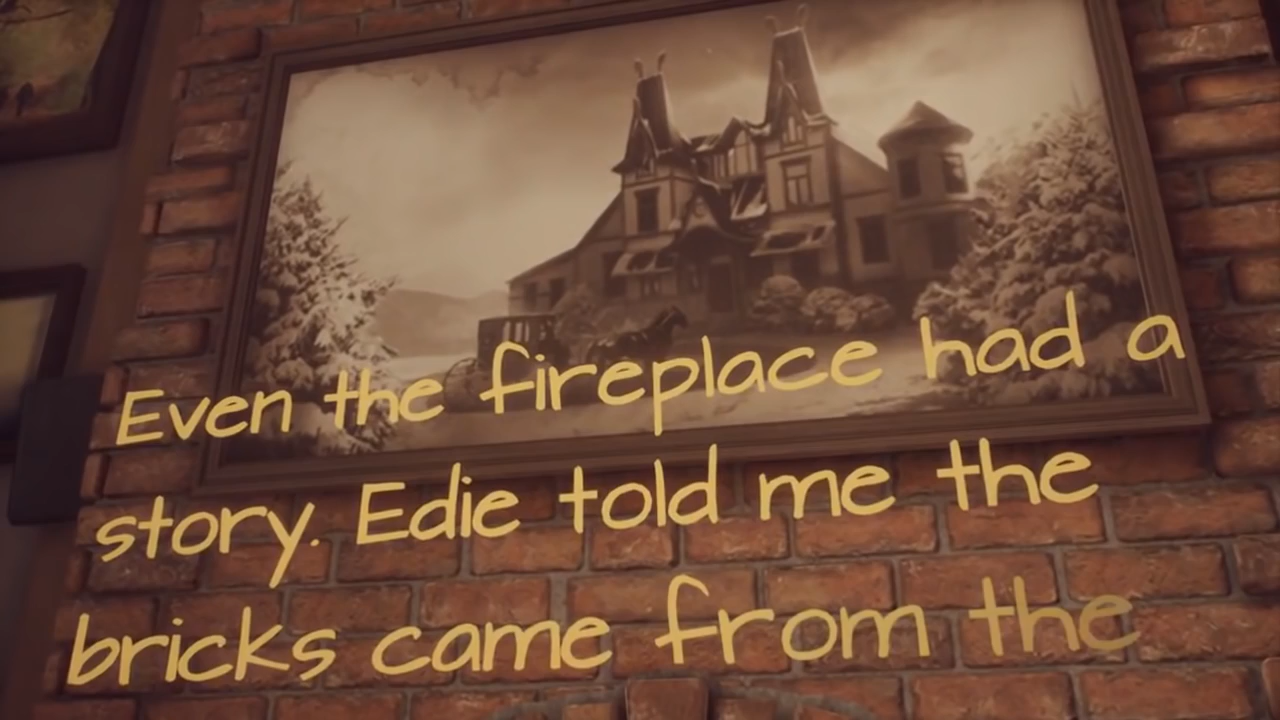 Even the fireplace had a
story. Edie told me the
bricks came from the